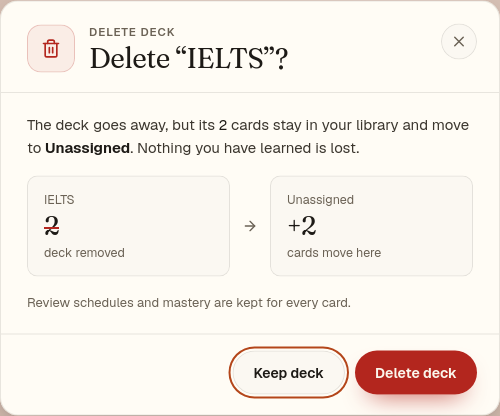 DELETE DECK
Delete “IELTS”?
The deck goes away, but its 2 cards stay in your library and move
to Unassigned. Nothing you have learned is lost.
IELTS
2
deck removed
→
Unassigned
+2
cards move here
Review schedules and mastery are kept for every card.
Keep deck
Delete deck